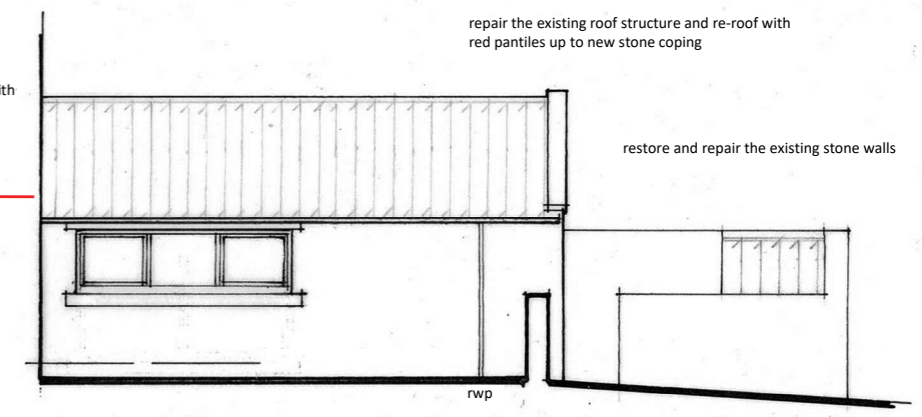 repair the existing roof structure and re-roof with
red pantiles up to new stone coping
ith
restore and repair the existing stone walls
rwp